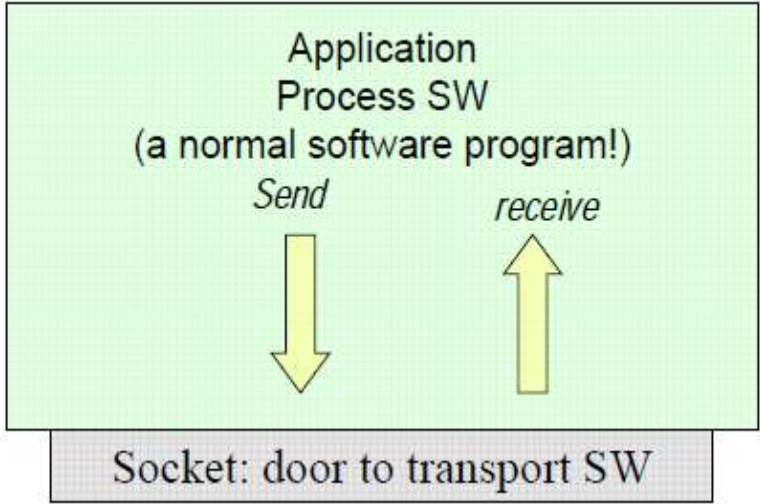 Application
Process SW
(a normal software program!)
Send
receive
Socket: door to transport SW